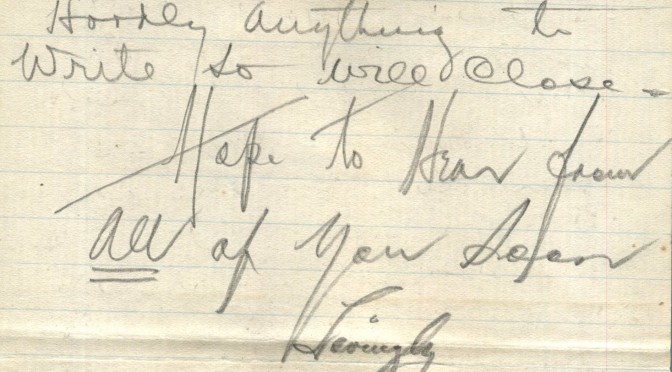 Hardly anything to
Write so will Close -
Hope to Hear from
All of You Soon
Lovingly